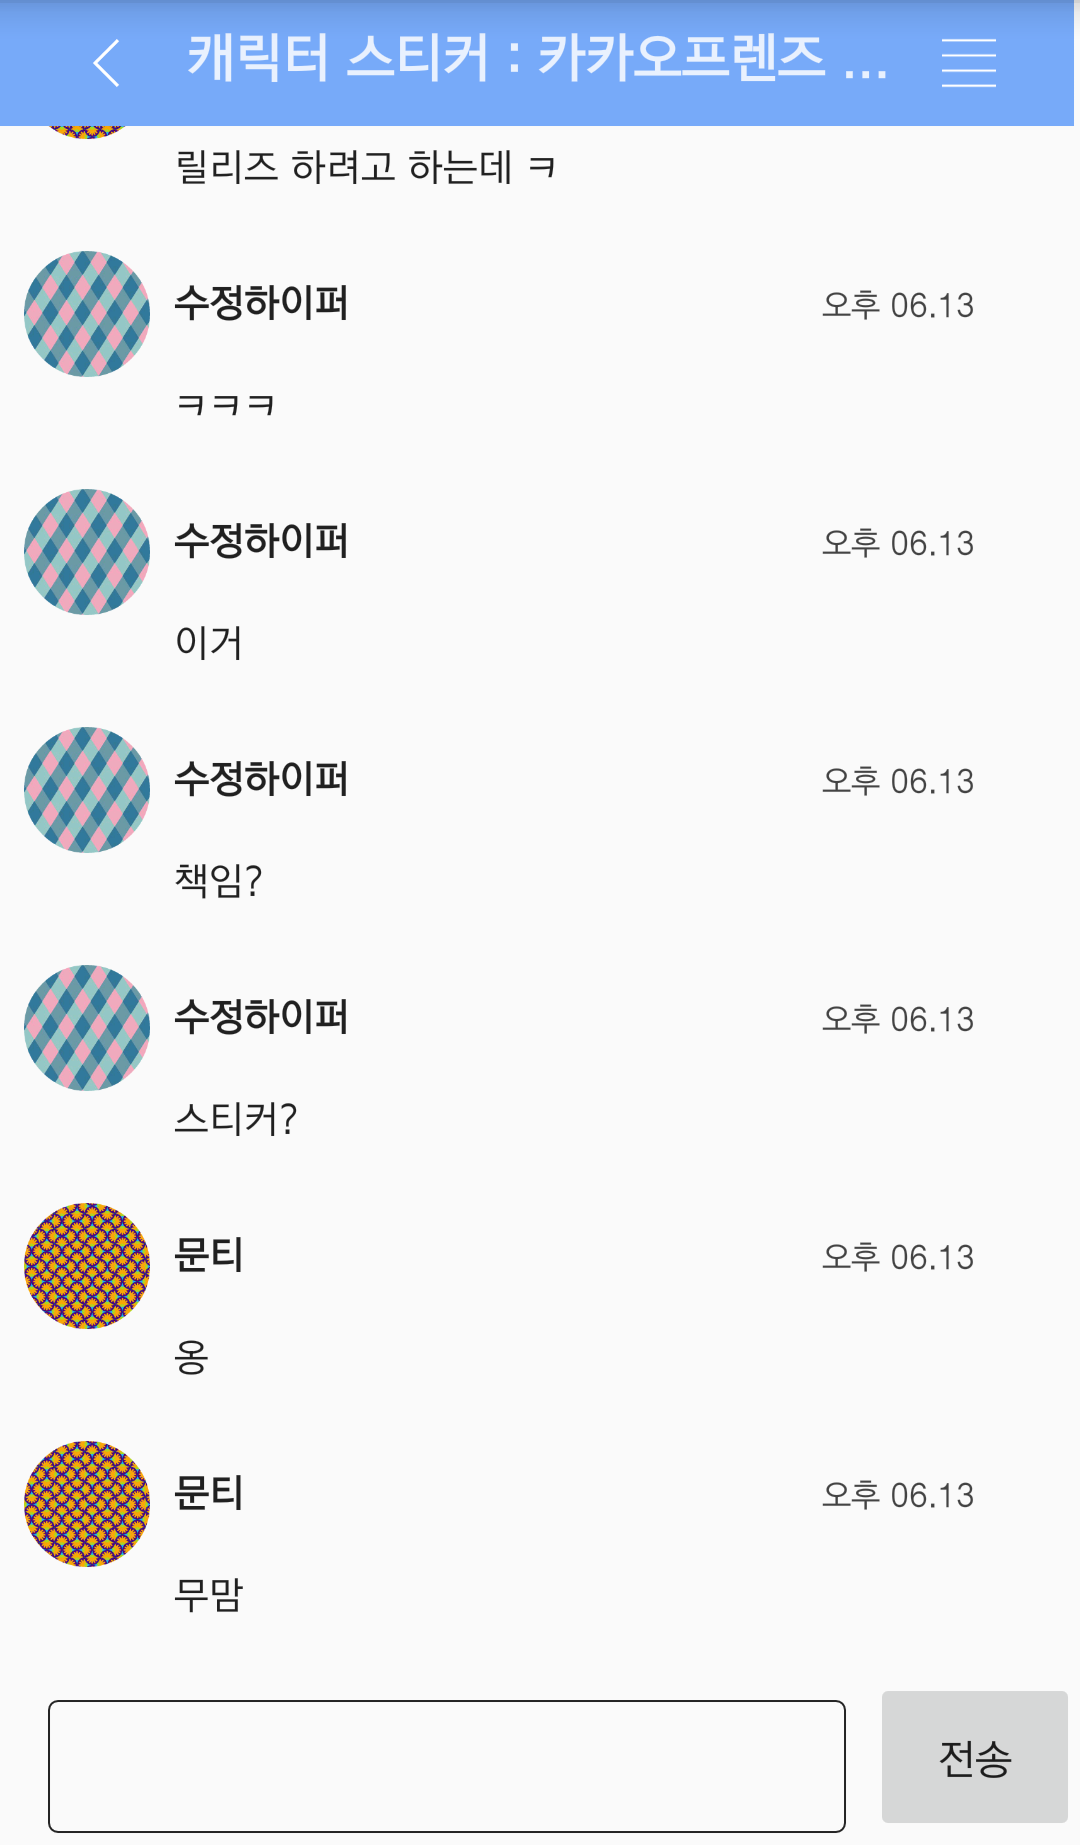 캐릭터 스티커 : 카카오프렌즈 ...
릴리즈 하려고 하는데 ㅋ
수정하이퍼 오후 06.13
ㅋㅋㅋ
수정하이퍼 오후 06.13
이거
수정하이퍼 오후 06.13
책임?
수정하이퍼 오후 06.13
스티커?
문티 오후 06.13
옹
문티 오후 06.13
무맘
전송